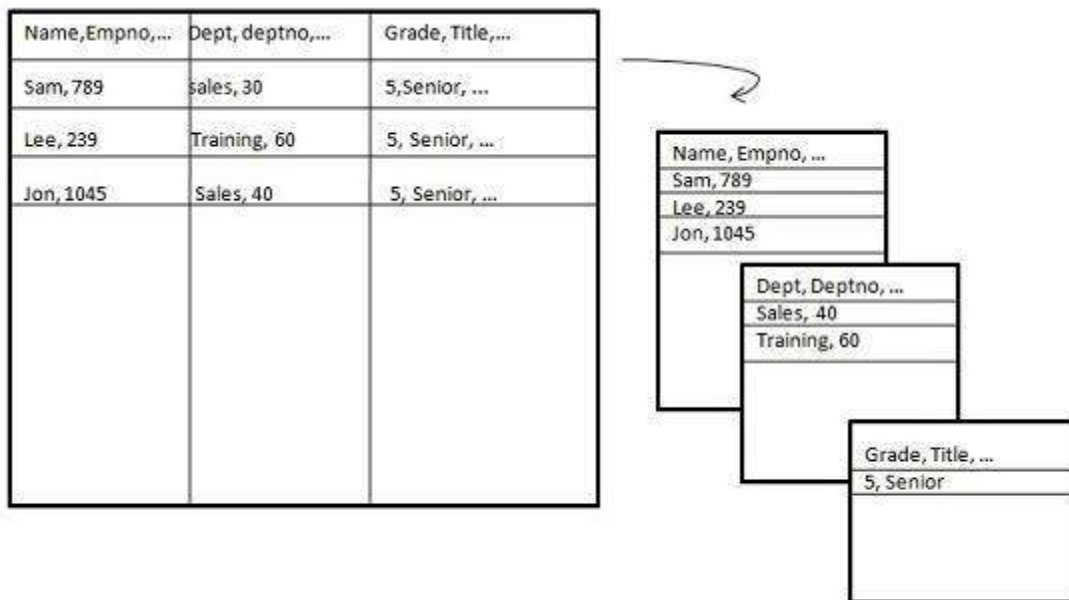 Name,Empno,... Dept, deptno,... Grade, Title,...
Sam, 789 sales, 30 5,Senior, ...
Lee, 239 Training, 60 5, Senior, ...
Jon, 1045 Sales, 40 5, Senior, ...
Name, Empno, ...
Sam, 789
Lee, 239
Jon, 1045
Dept, Deptno, ...
Sales, 40
Training, 60
Grade, Title, ...
5, Senior